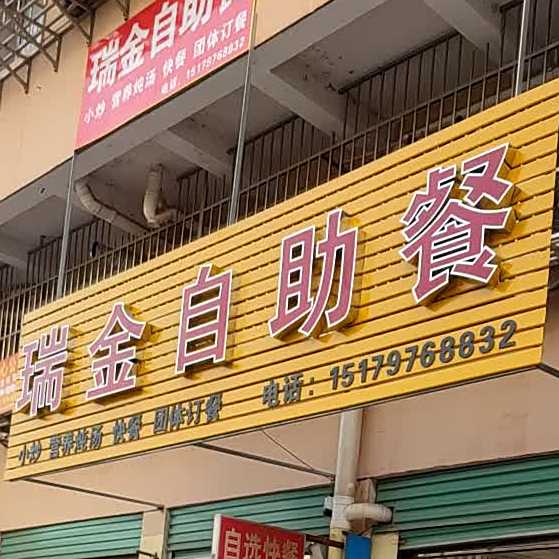 瑞金自助
小炒 营养炖汤 快餐 团体订餐
电话：15179768832
瑞金自助餐
小炒 营养炖汤 快餐 团体订餐 电话：15179768832
自选快餐